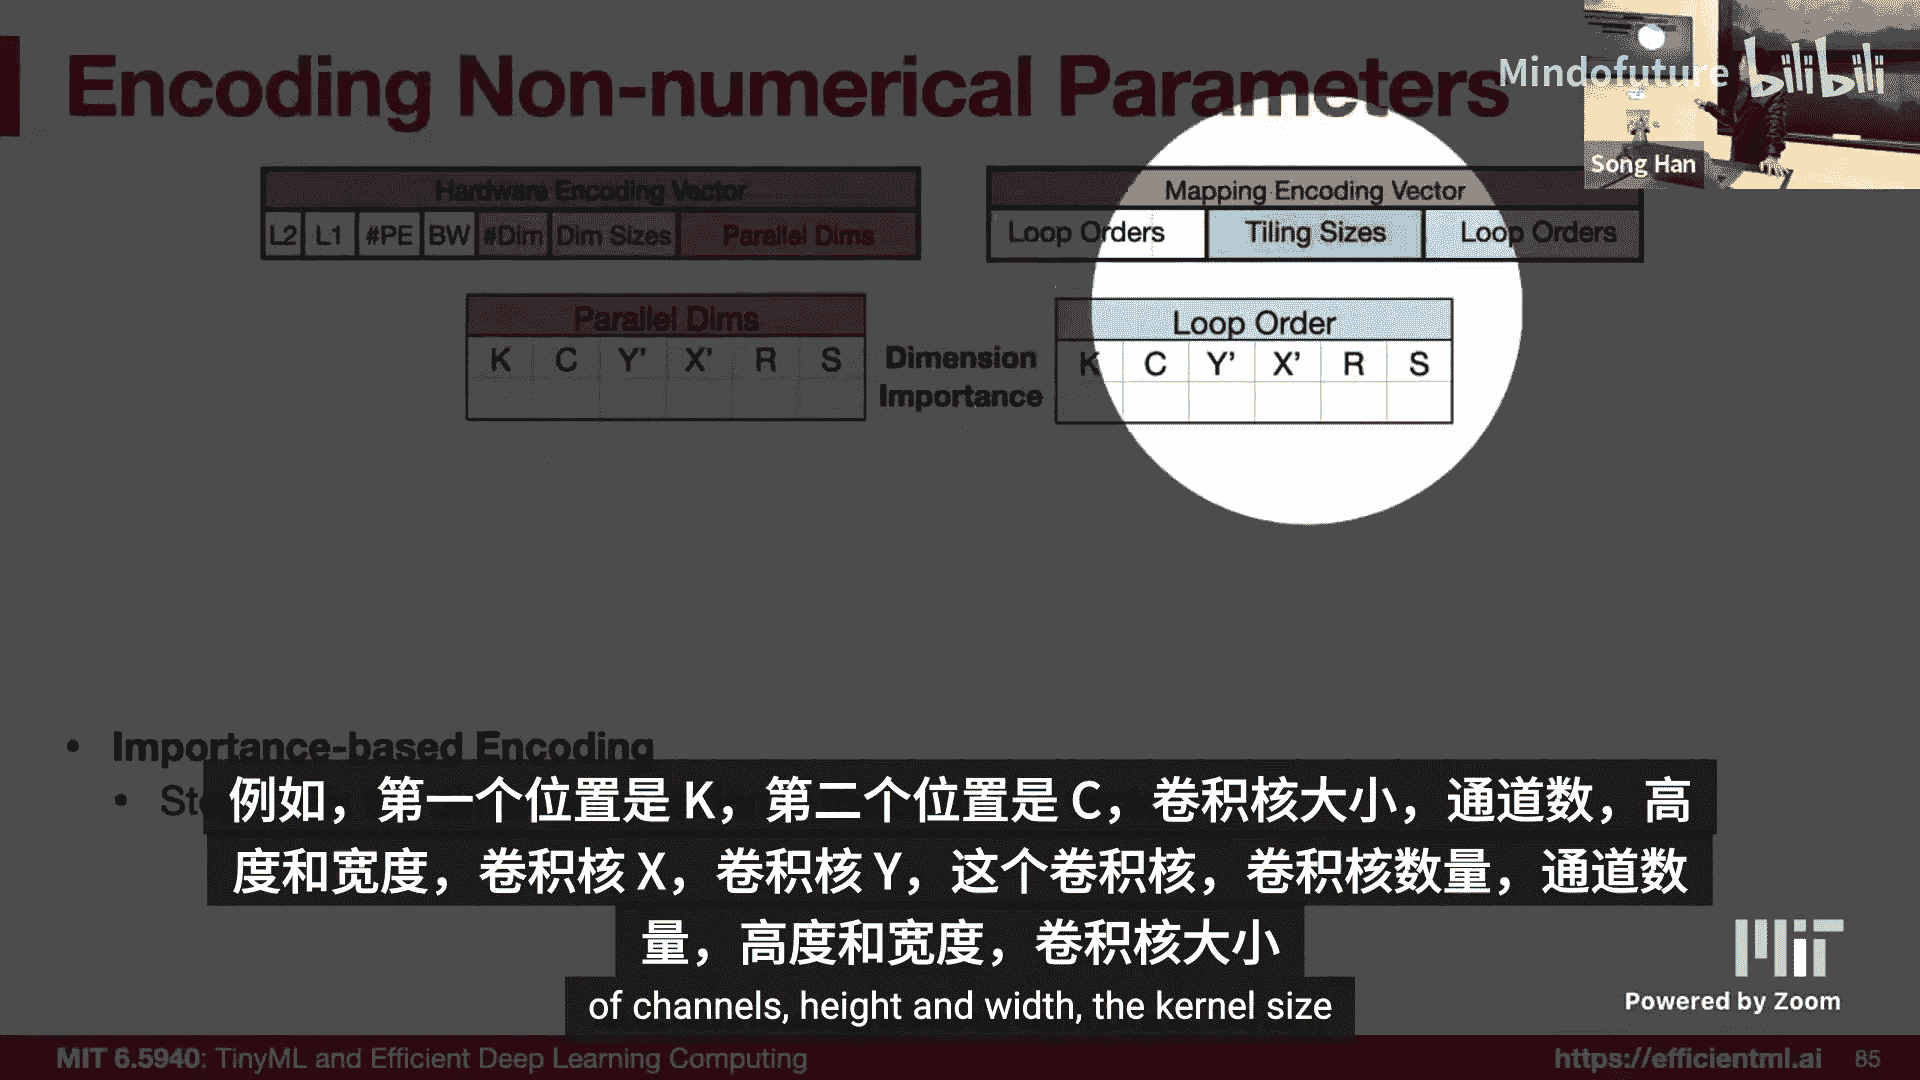 Encoding Non-numerical Parameters
Mindofuture bilibili
Song Han
Hardware Encoding Vector
L2 L1 #PE BW #Dim Dim Sizes Parallel Dims
Mapping Encoding Vector
Loop Orders Tiling Sizes Loop Orders
Parallel Dims
K C Y' X' R S
Dimension
Importance
Loop Order
K C Y' X' R S
• Importance-based Encoding
例如，第一个位置是 K，第二个位置是 C，卷积核大小，通道数，高
度和宽度，卷积核 X，卷积核 Y，这个卷积核，卷积核数量，通道数
量，高度和宽度，卷积核大小
of channels, height and width, the kernel size
MIT
Powered by Zoom
MIT 6.5940: TinyML and Efficient Deep Learning Computing
https://efficientml.ai 85